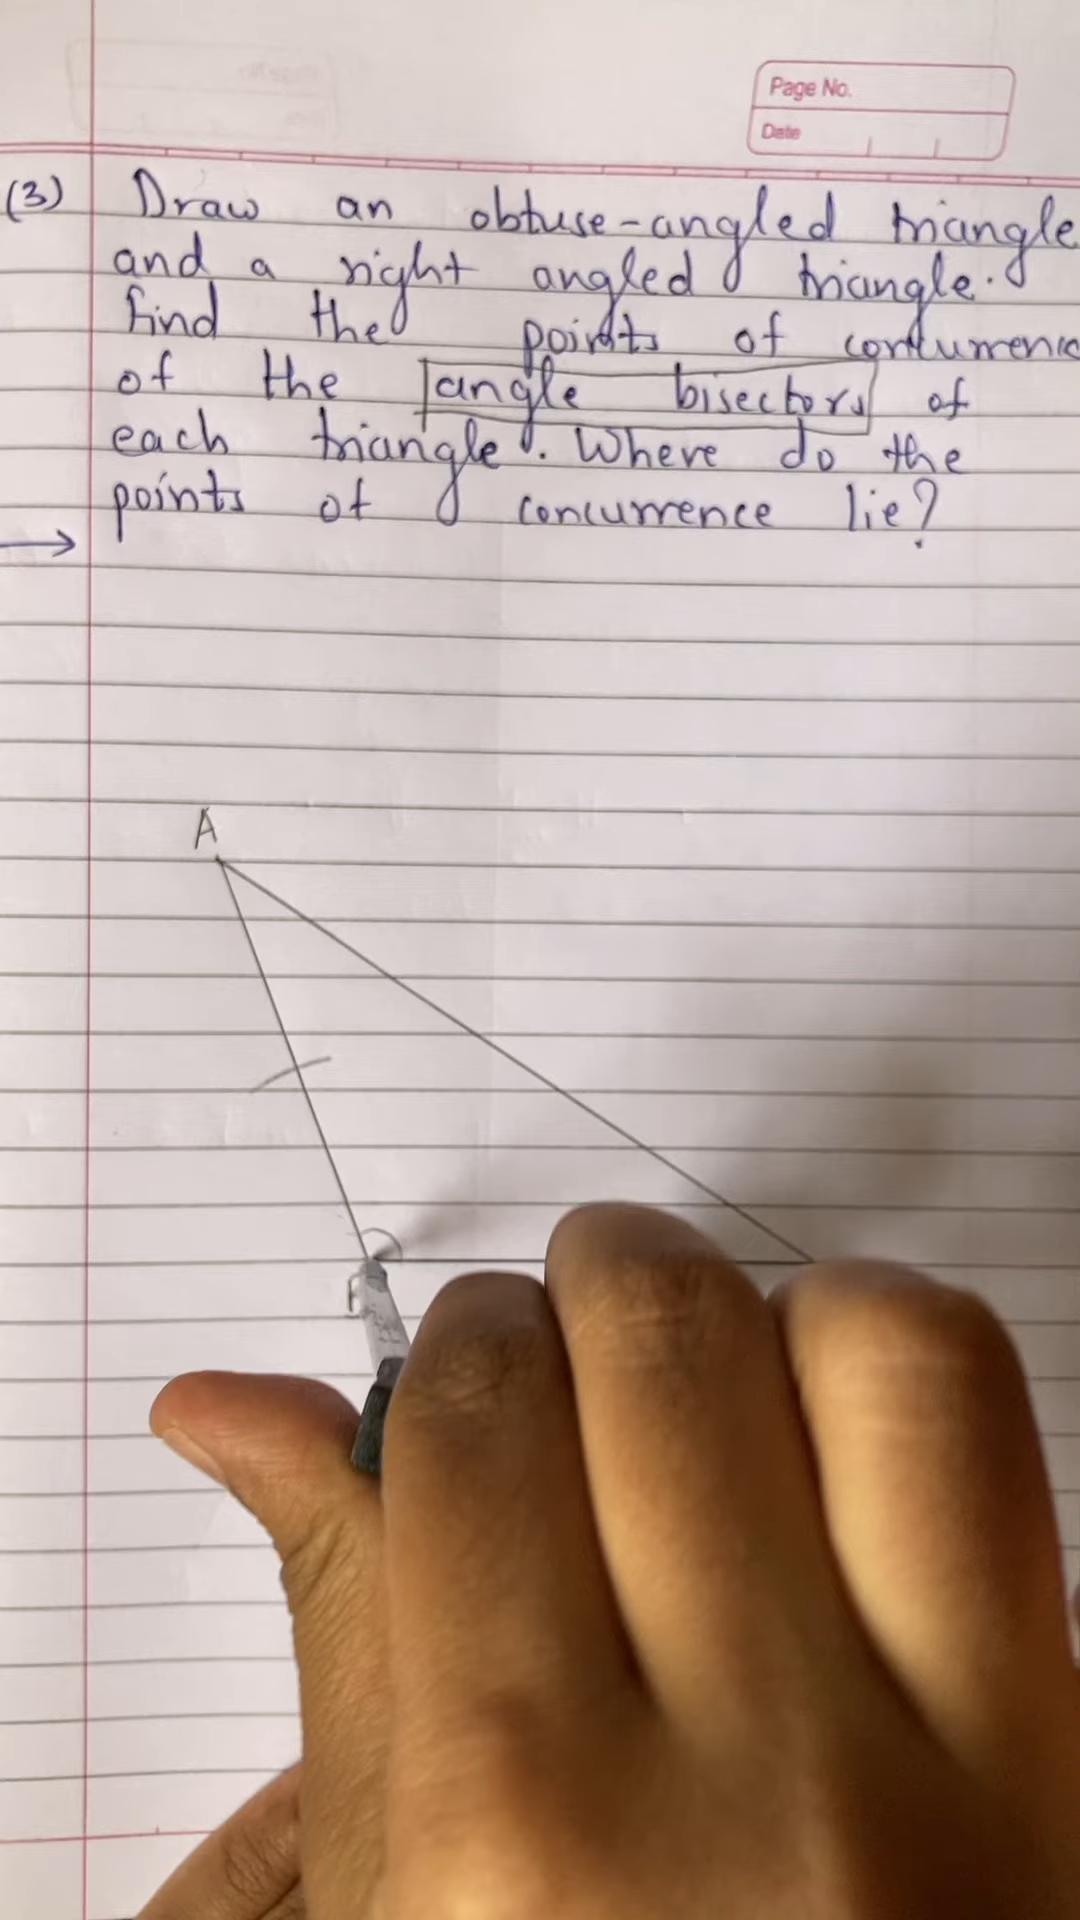 Page No.
Date
(3) Draw an obtuse-angled triangle
and a right angled triangle.
find the points of concurrenc
of the angle bisectors of
each triangle. Where do the
points of concurrence lie?
A